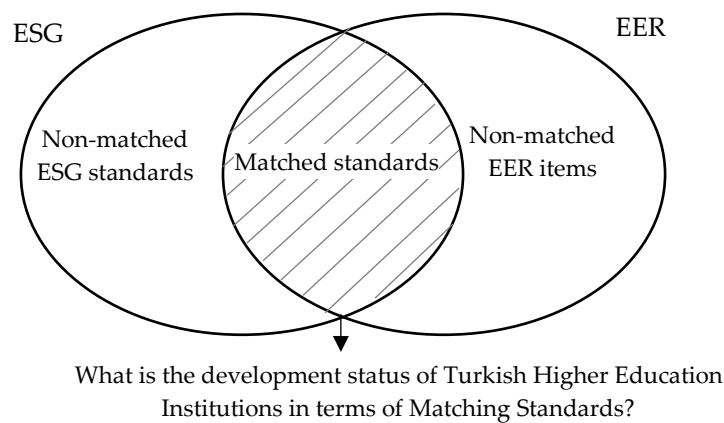 ESG
EER
Non-matched
ESG standards
Matched standards
Non-matched
EER items
What is the development status of Turkish Higher Education
Institutions in terms of Matching Standards?